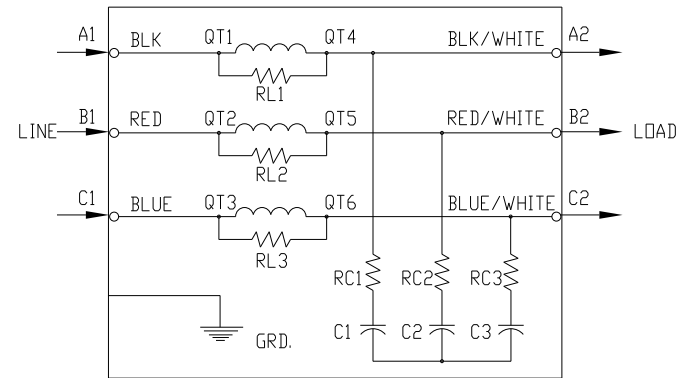 A1 BLK QT1 QT4 BLK/WHITE A2
RL1
LINE B1 RED QT2 QT5 RED/WHITE B2 LOAD
RL2
C1 BLUE QT3 QT6 BLUE/WHITE C2
RL3
RC1 RC2 RC3
C1 C2 C3
GRD.